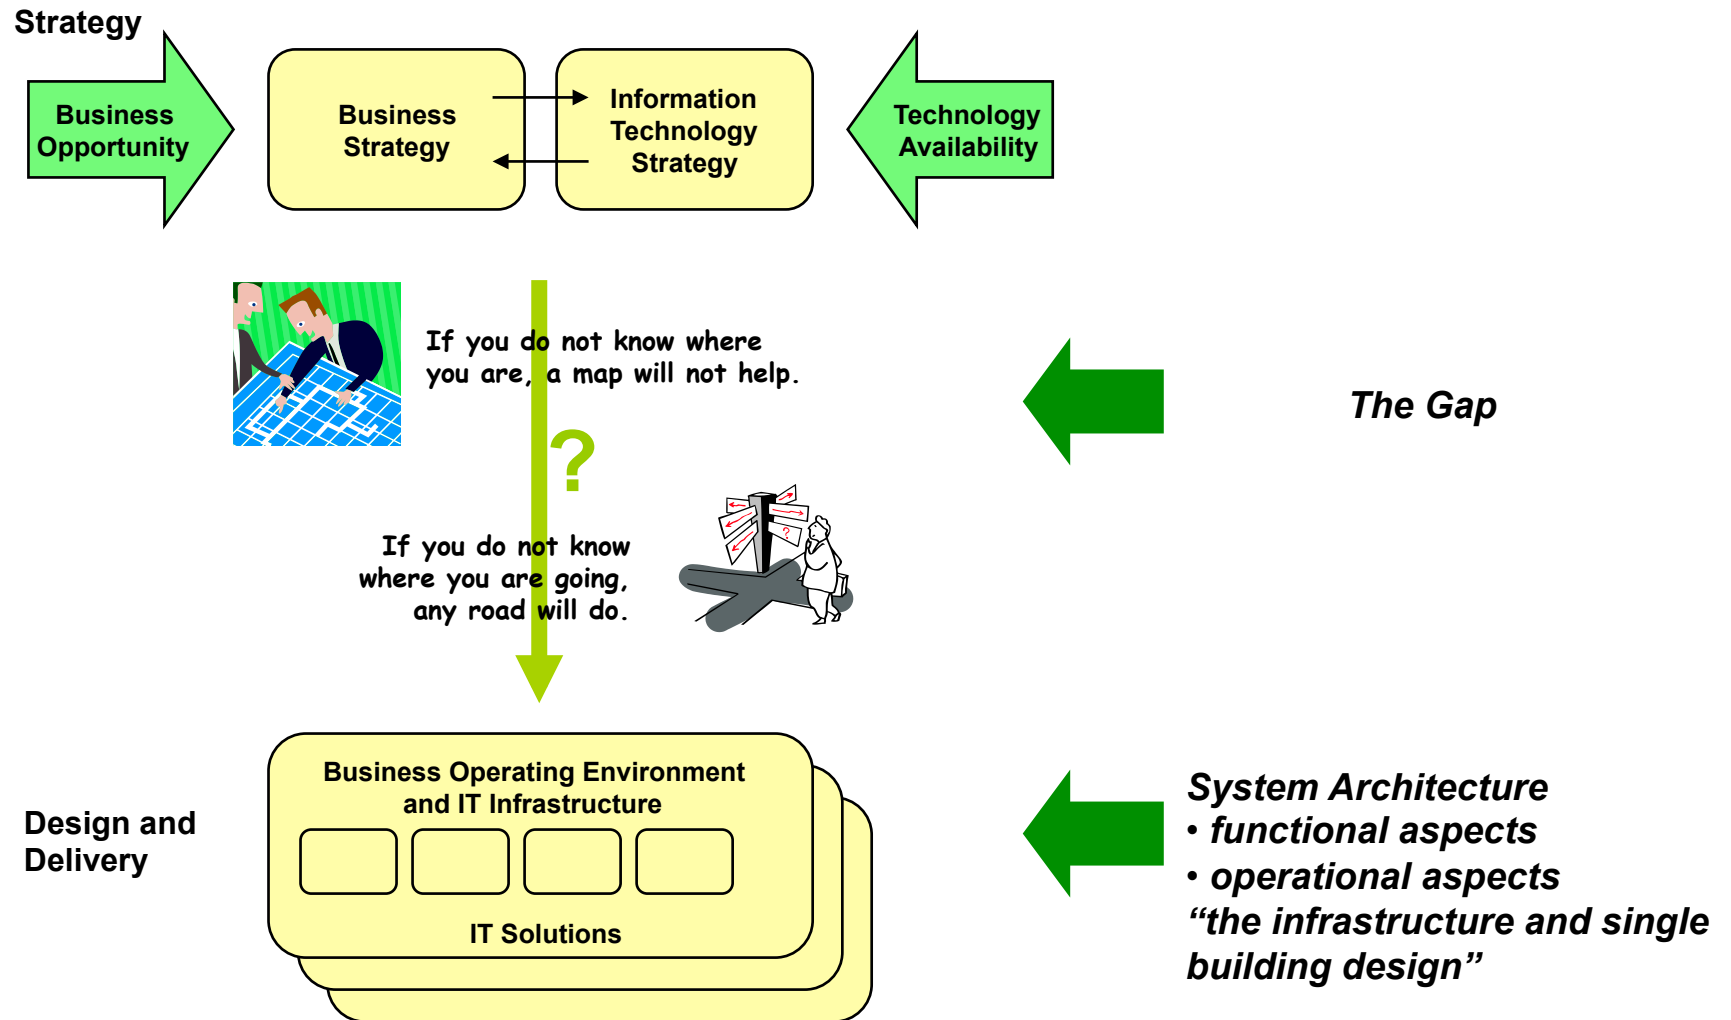 Strategy
Business
Opportunity
Business
Strategy
Information
Technology
Strategy
Technology
Availability
If you do not know where
you are, a map will not help.
The Gap
?
If you do not know
where you are going,
any road will do.
?
Business Operating Environment
and IT Infrastructure
IT Solutions
Design and
Delivery
System Architecture
• functional aspects
• operational aspects
“the infrastructure and single
building design”